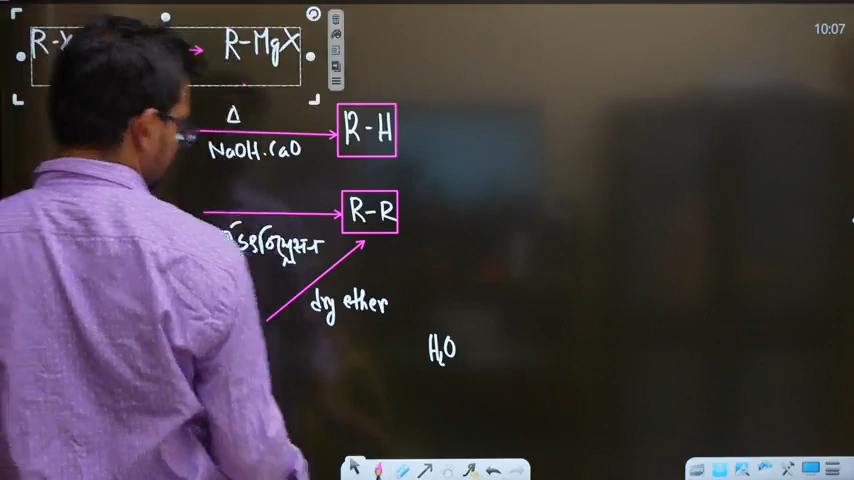 10:07
R-X R-MgX
Δ
R-H
NaOH.CaO
R-R
dry ether
H₂O